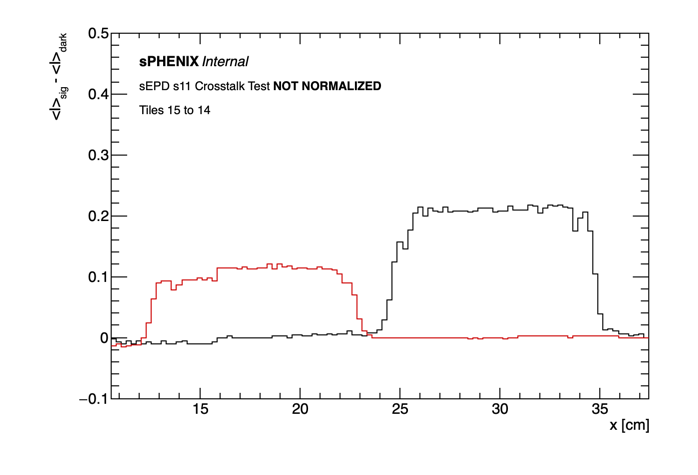 0.5
<I>sig - <I>dark
sPHENIX Internal
sEPD s11 Crosstalk Test NOT NORMALIZED
0.4
Tiles 15 to 14
0.3
0.2
0.1
0
−0.1
15 20 25 30 35
x [cm]